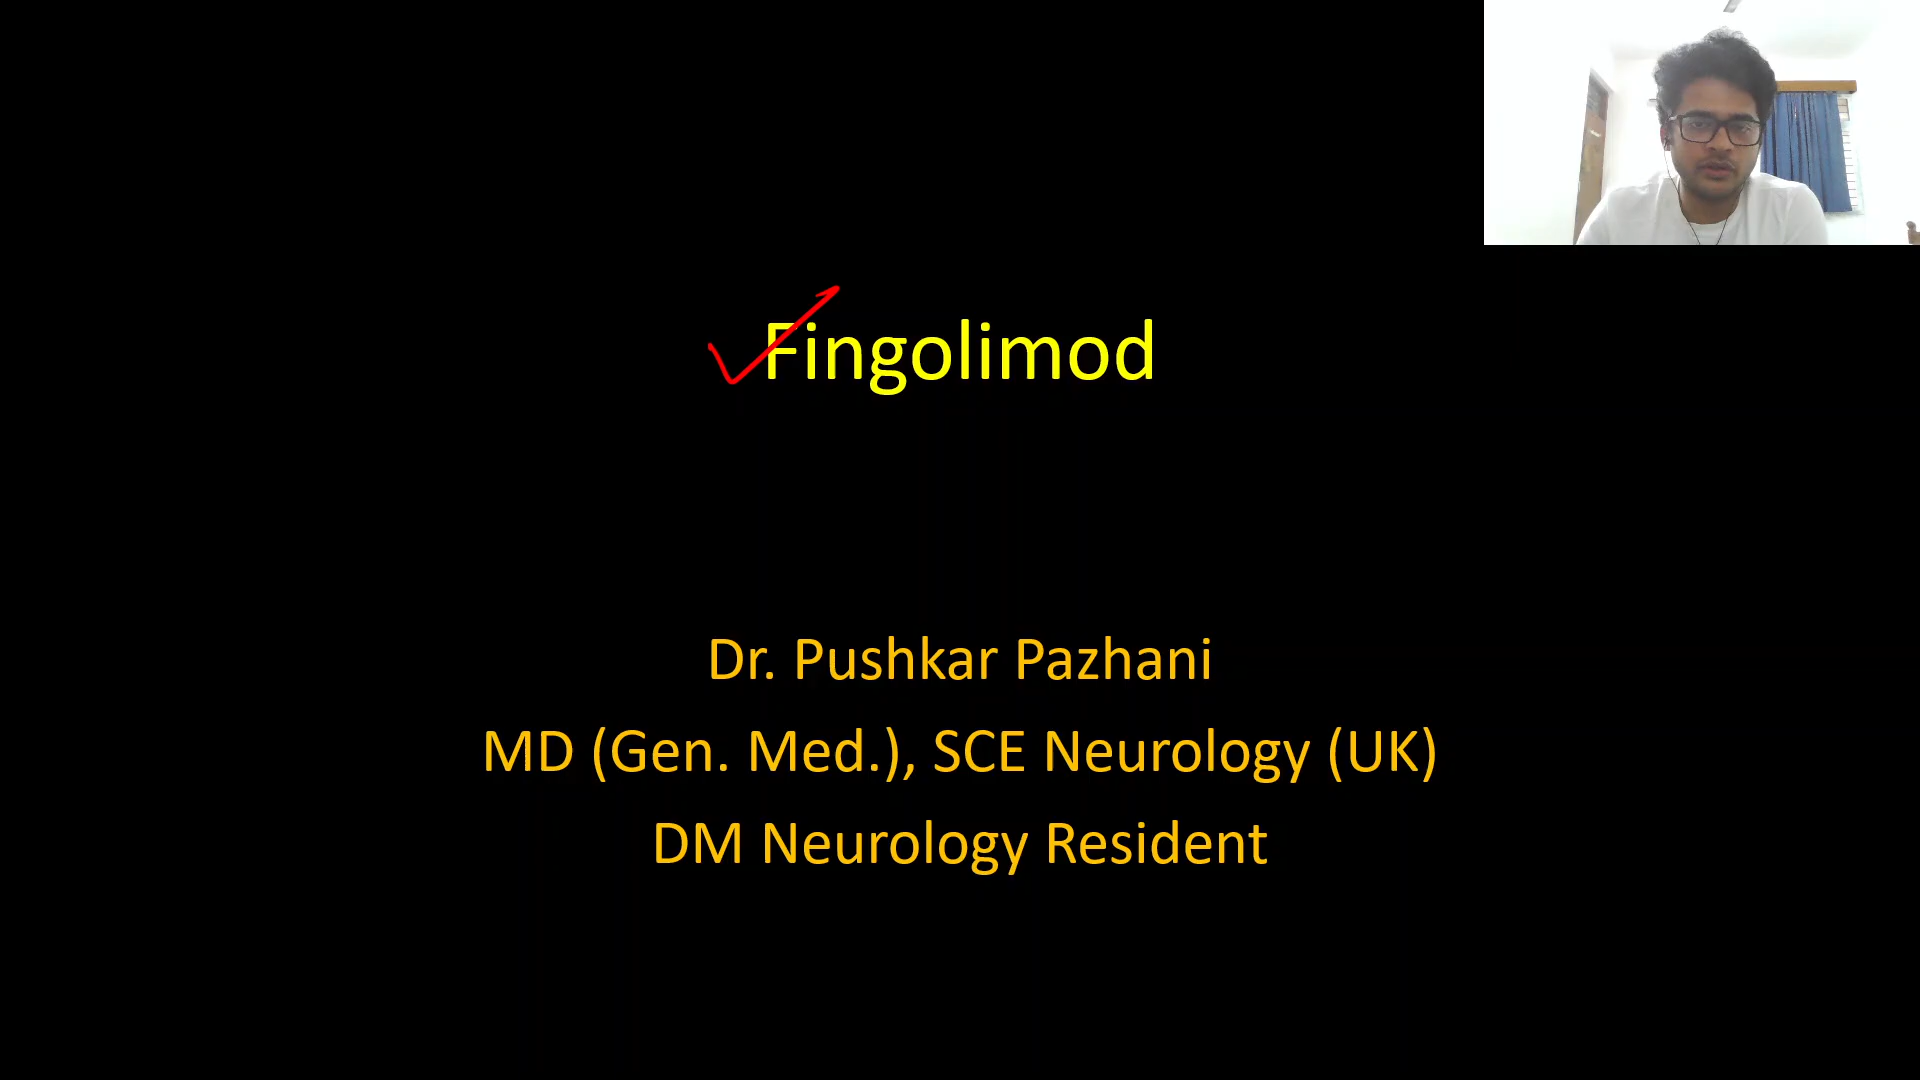 Fingolimod
Dr. Pushkar Pazhani
MD (Gen. Med.), SCE Neurology (UK)
DM Neurology Resident